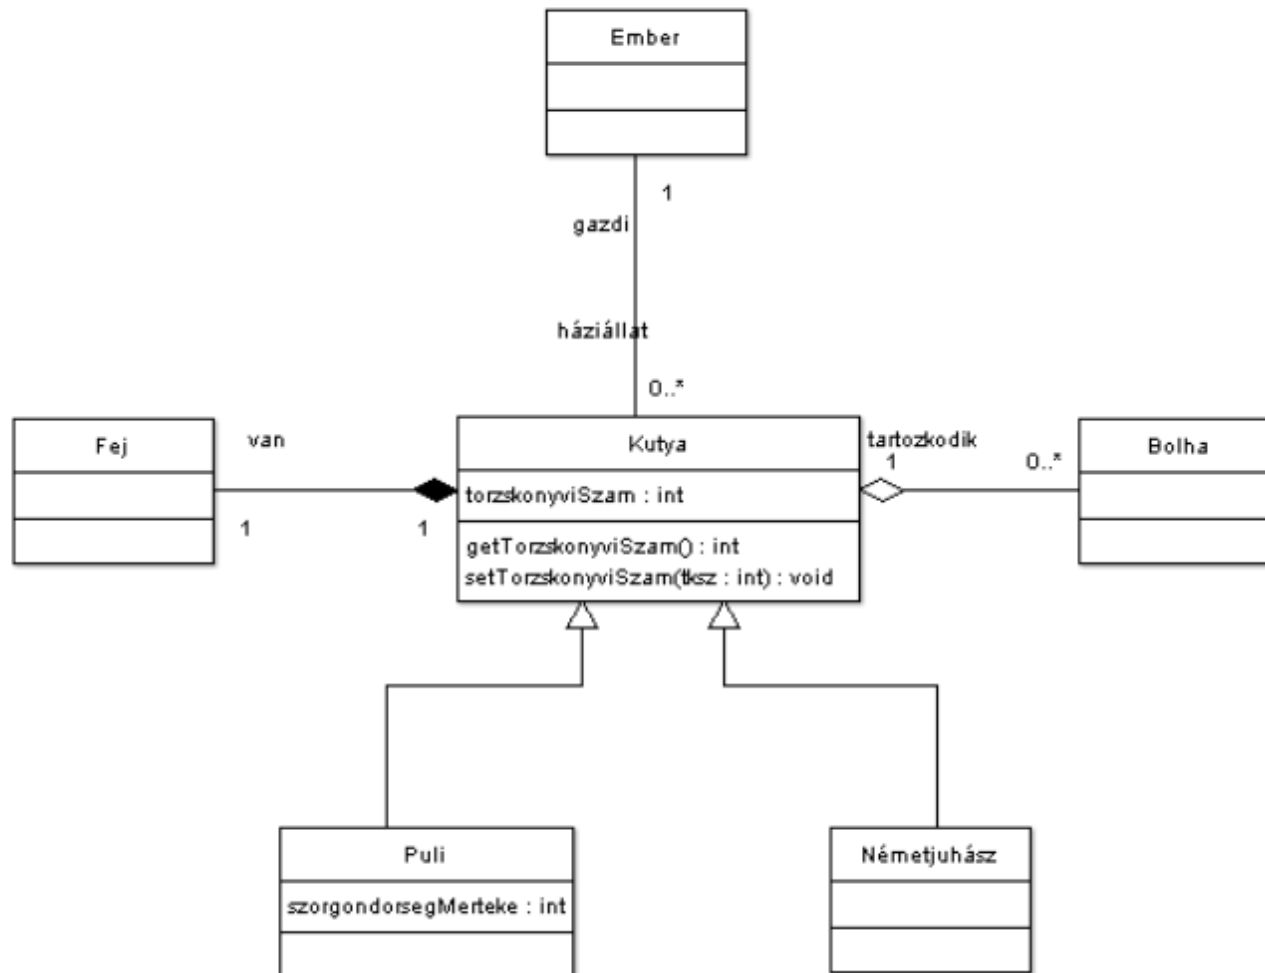 Ember
1
gazdi
háziállat
0..*
Fej
van
1
1
Kutya
torzskonyviSzam : int
getTorzskonyviSzam() : int
setTorzskonyviSzam(tksz : int) : void
tartozkodik
1
0..*
Bolha
Puli
szorgondorsegMerteke : int
Németjuhász